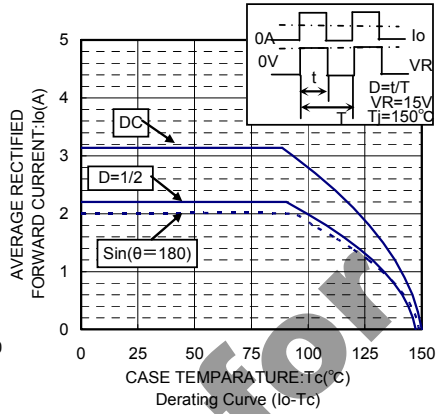 AVERAGE RECTIFIED
FORWARD CURRENT:Io(A)
5
4
3
2
1
0
0A
0V
Io
VR
t
T
D=t/T
VR=15V
Tj=150°C
DC
D=1/2
Sin(θ=180)
0 25 50 75 100 125 150
CASE TEMPARATURE:Tc(°C)
Derating Curve (Io-Tc)
for